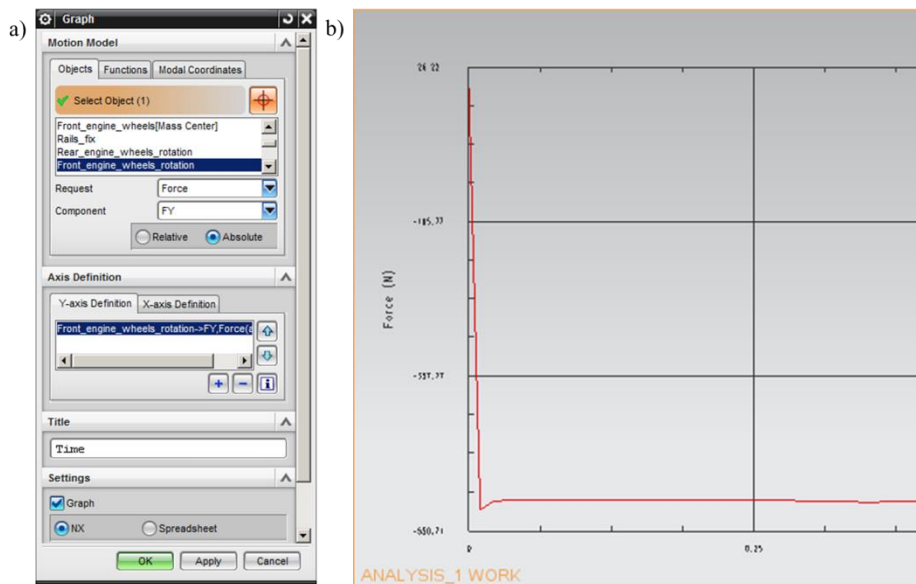 a)
Graph
Motion Model
Objects Functions Modal Coordinates
Select Object (1)
Front_engine_wheels[Mass Center]
Rails_fix
Rear_engine_wheels_rotation
Front_engine_wheels_rotation
Request Force
Component FY
Relative Absolute
Axis Definition
Y-axis Definition X-axis Definition
Front_engine_wheels_rotation->FY,Force(a
Title
Time
Settings
Graph
NX Spreadsheet
OK Apply Cancel
b)
Force (N)
0 0.25
ANALYSIS_1 WORK